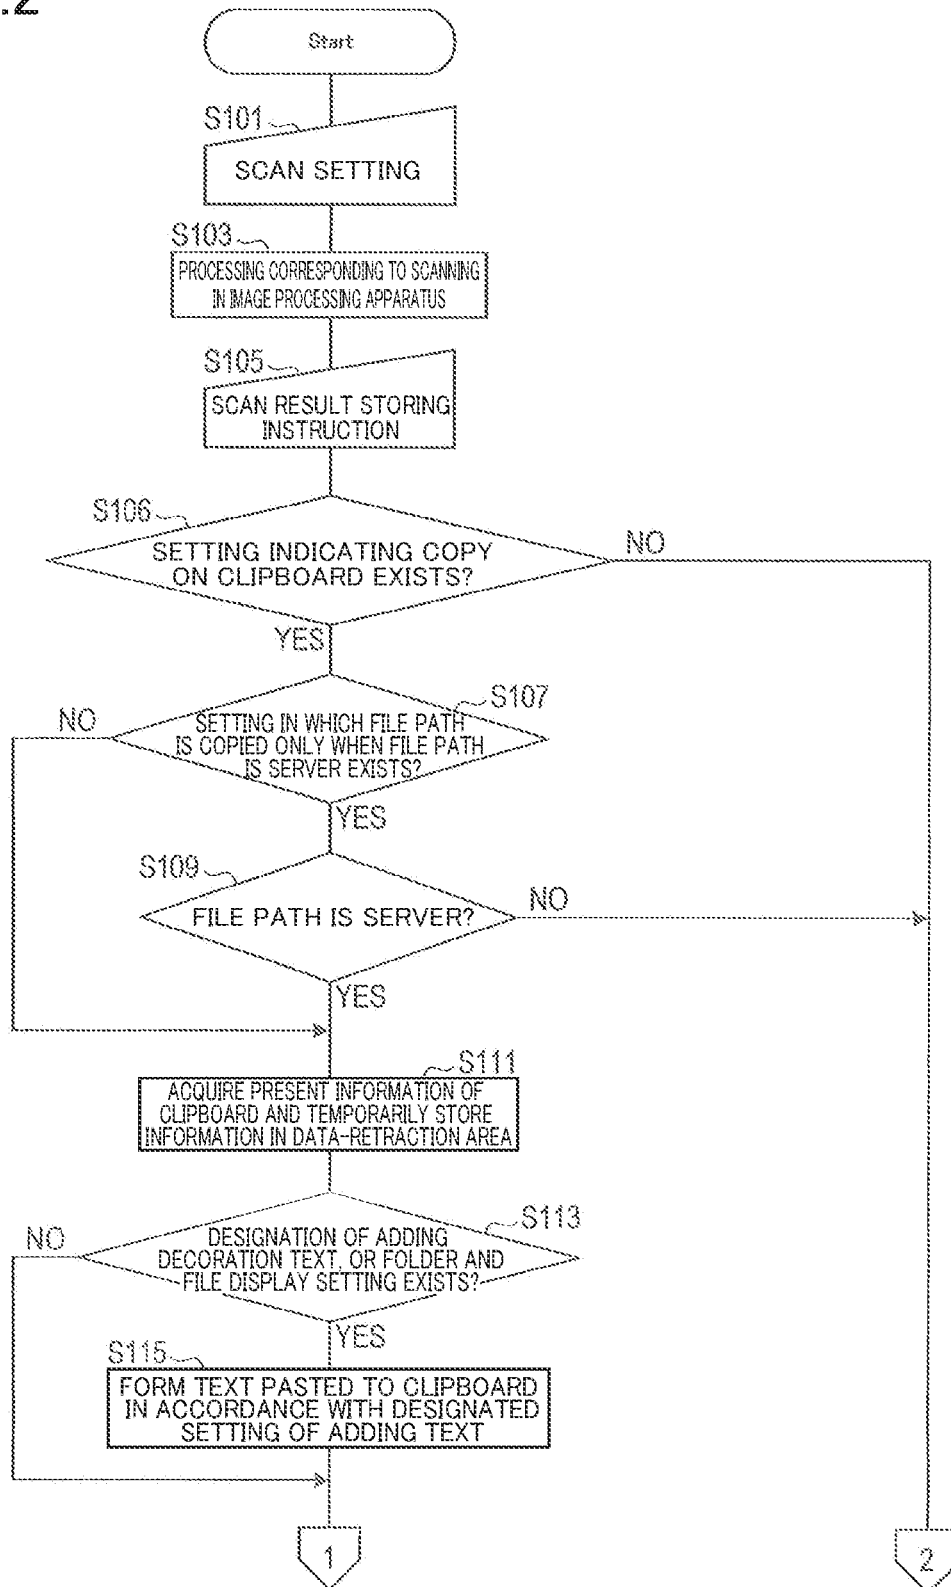 .2
Start
S101
SCAN SETTING
S103
PROCESSING CORRESPONDING TO SCANNING
IN IMAGE PROCESSING APPARATUS
S105
SCAN RESULT STORING
INSTRUCTION
S106
SETTING INDICATING COPY
ON CLIPBOARD EXISTS?
NO
YES
S107
NO
SETTING IN WHICH FILE PATH
IS COPIED ONLY WHEN FILE PATH
IS SERVER EXISTS?
YES
S109
FILE PATH IS SERVER?
NO
YES
S111
ACQUIRE PRESENT INFORMATION OF
CLIPBOARD AND TEMPORARILY STORE
INFORMATION IN DATA-RETRACTION AREA
S113
NO
DESIGNATION OF ADDING
DECORATION TEXT, OR FOLDER AND
FILE DISPLAY SETTING EXISTS?
YES
S115
FORM TEXT PASTED TO CLIPBOARD
IN ACCORDANCE WITH DESIGNATED
SETTING OF ADDING TEXT
1
2